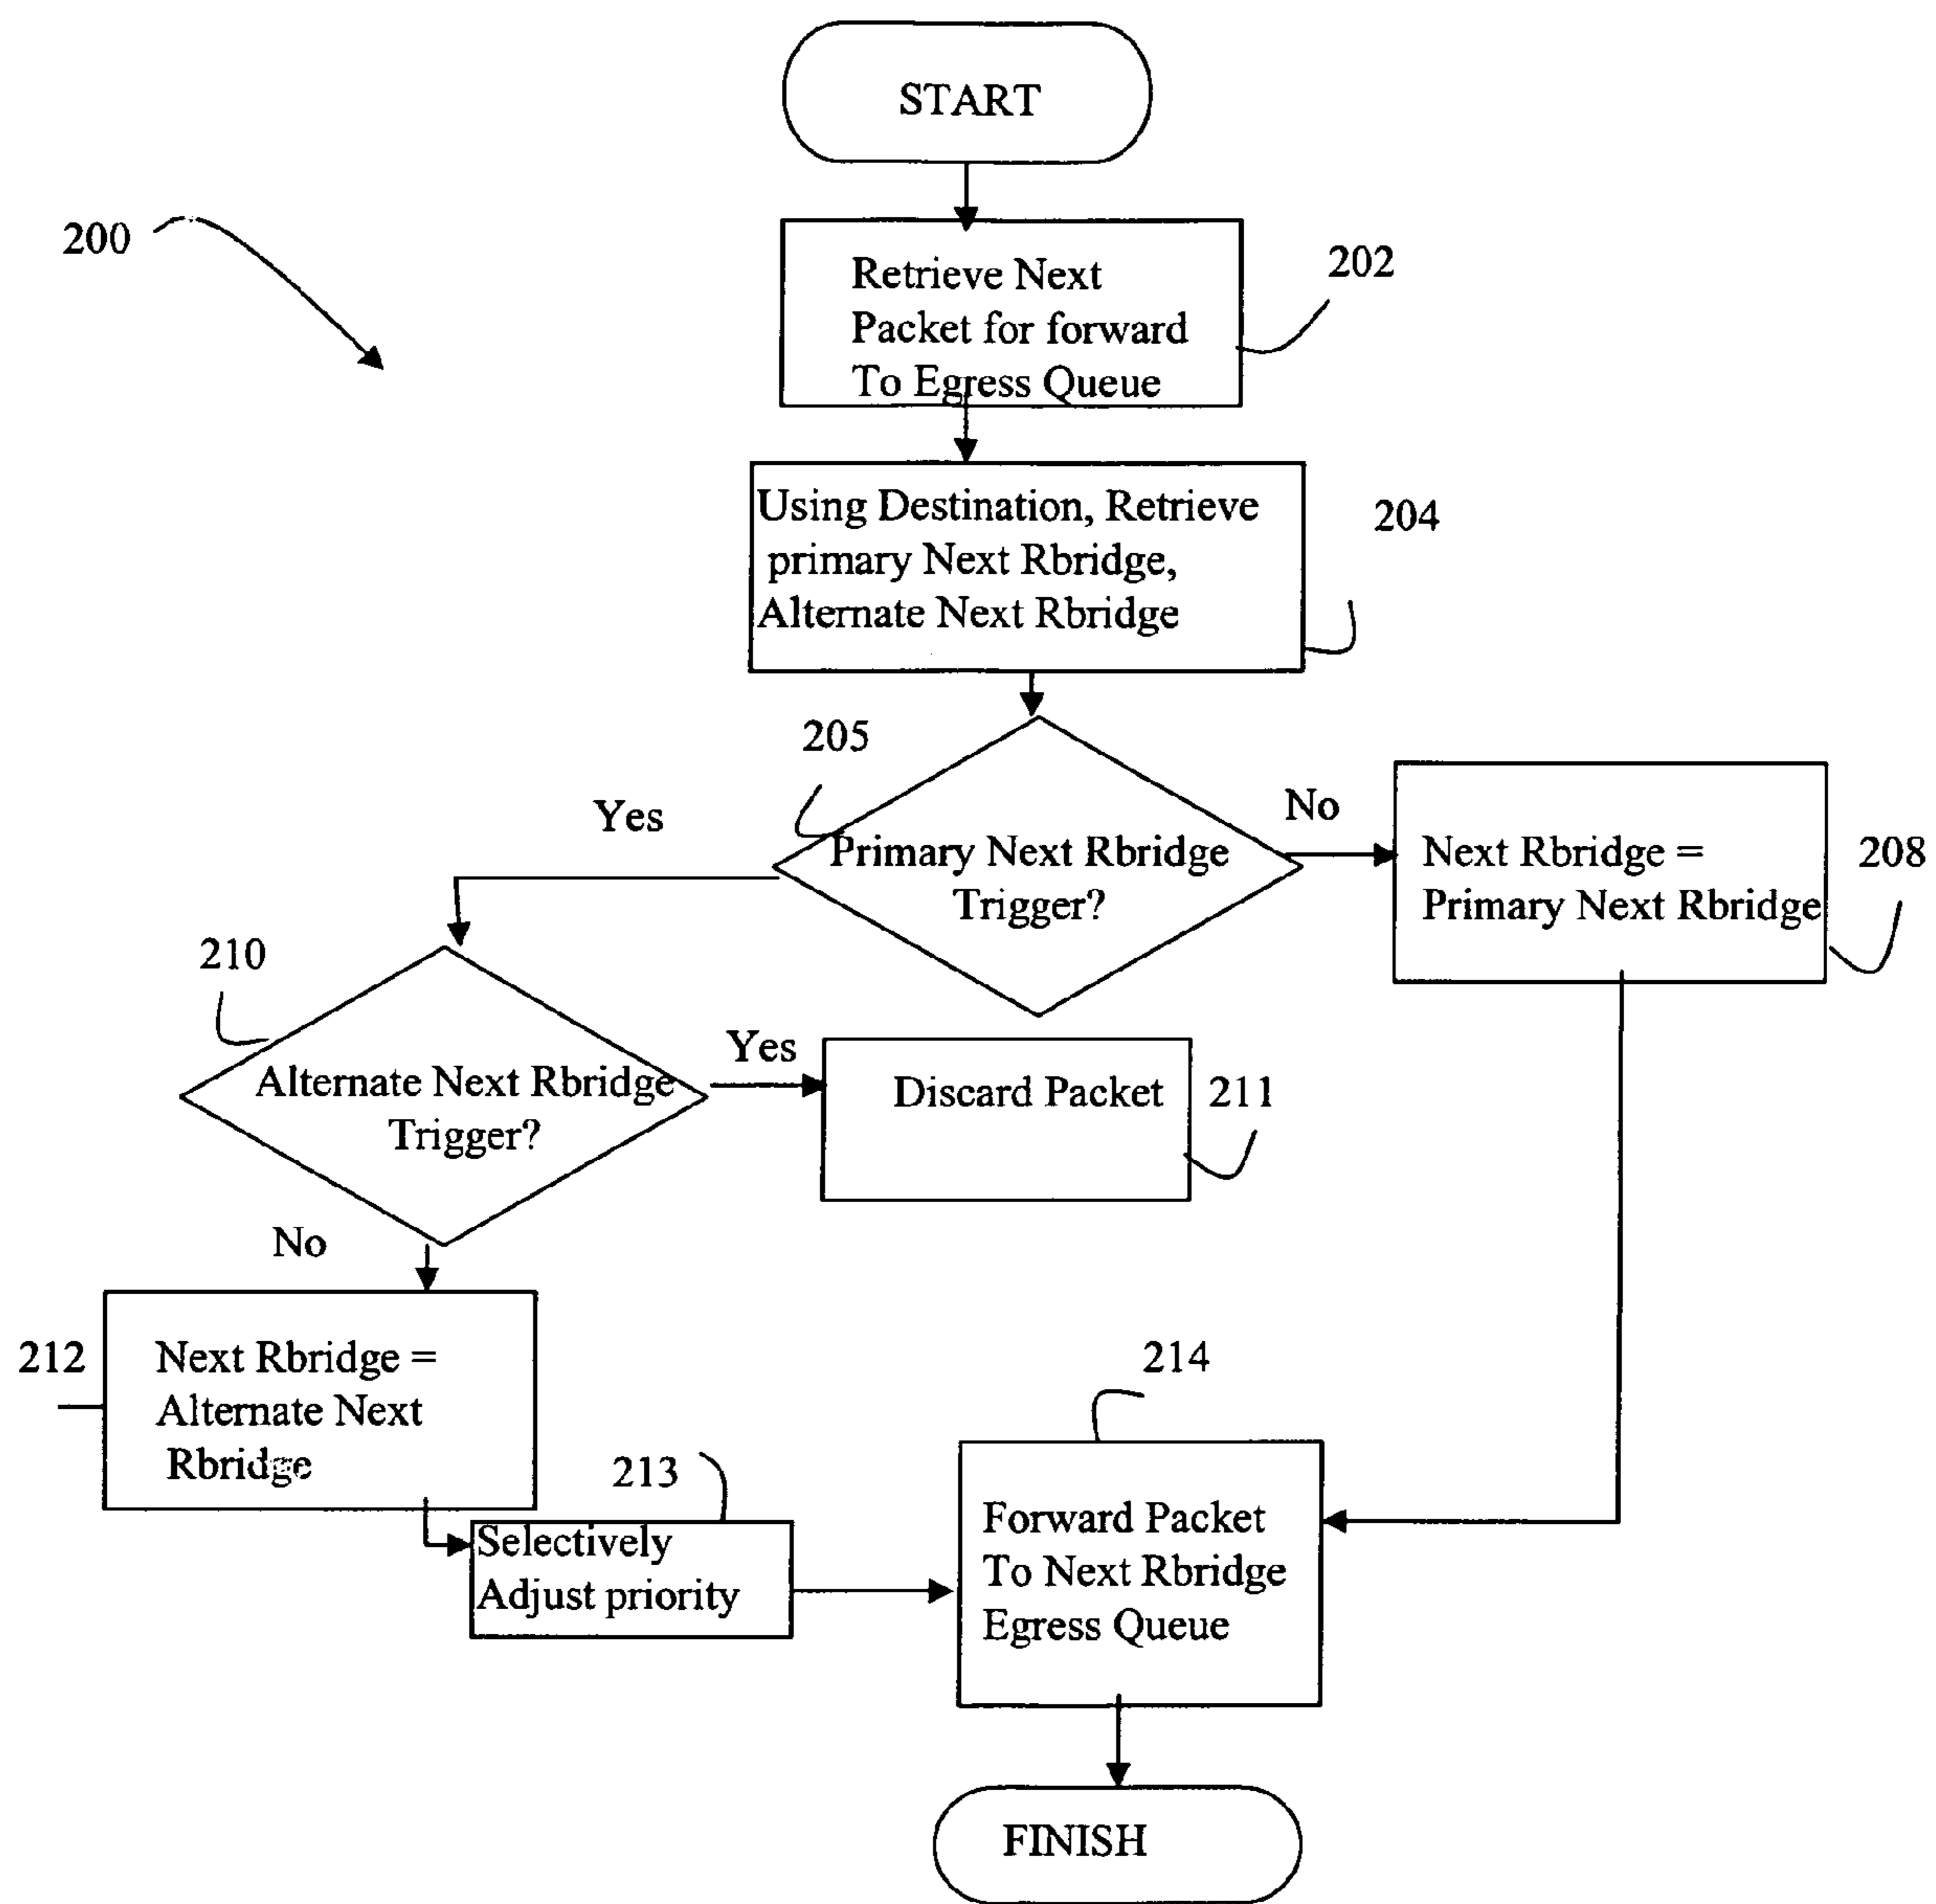 START
200
Retrieve Next
Packet for forward
To Egress Queue
202
Using Destination, Retrieve
primary Next Rbridge,
Alternate Next Rbridge
204
205
Yes
Primary Next Rbridge
Trigger?
No
Next Rbridge =
Primary Next Rbridge
208
210
Alternate Next Rbridge
Trigger?
Yes
Discard Packet
211
No
212
Next Rbridge =
Alternate Next
Rbridge
213
Selectively
Adjust priority
214
Forward Packet
To Next Rbridge
Egress Queue
FINISH